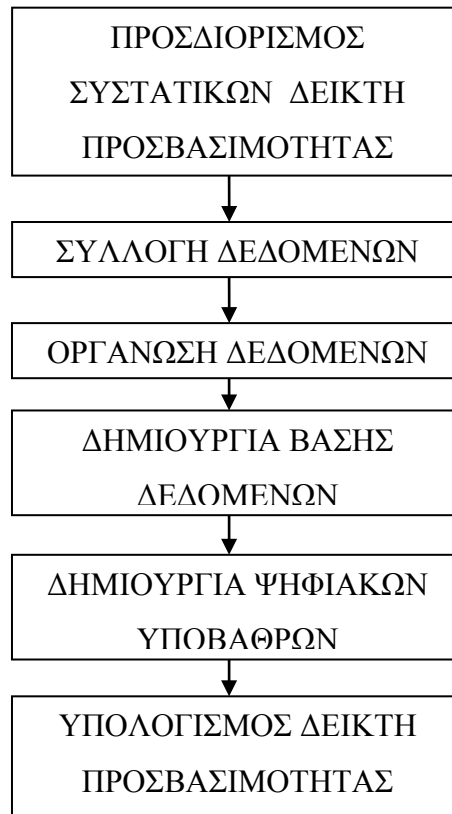 ΠΡΟΣΔΙΟΡΙΣΜΟΣ
ΣΥΣΤΑΤΙΚΩΝ ΔΕΙΚΤΗ
ΠΡΟΣΒΑΣΙΜΟΤΗΤΑΣ
ΣΥΛΛΟΓΗ ΔΕΔΟΜΕΝΩΝ
ΟΡΓΑΝΩΣΗ ΔΕΔΟΜΕΝΩΝ
ΔΗΜΙΟΥΡΓΙΑ ΒΑΣΗΣ
ΔΕΔΟΜΕΝΩΝ
ΔΗΜΙΟΥΡΓΙΑ ΨΗΦΙΑΚΩΝ
ΥΠΟΒΑΘΡΩΝ
ΥΠΟΛΟΓΙΣΜΟΣ ΔΕΙΚΤΗ
ΠΡΟΣΒΑΣΙΜΟΤΗΤΑΣ